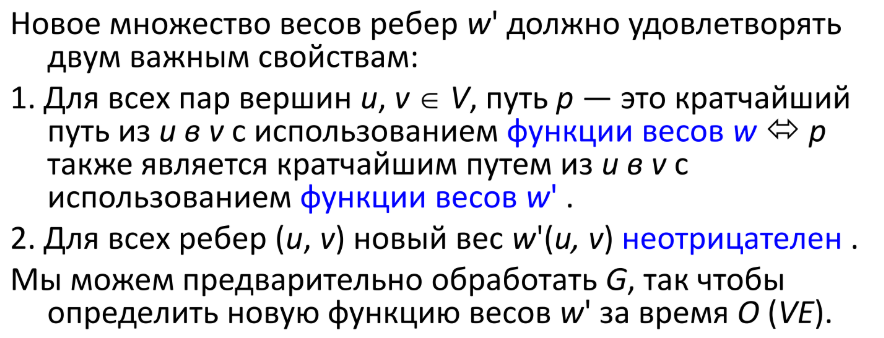 Новое множество весов ребер w' должно удовлетворять
двум важным свойствам:
1. Для всех пар вершин u, v ∈ V, путь p — это кратчайший
путь из u в v с использованием функции весов w ⇔ p
также является кратчайшим путем из u в v с
использованием функции весов w' .
2. Для всех ребер (u, v) новый вес w'(u, v) неотрицателен .
Мы можем предварительно обработать G, так чтобы
определить новую функцию весов w' за время O (VE).